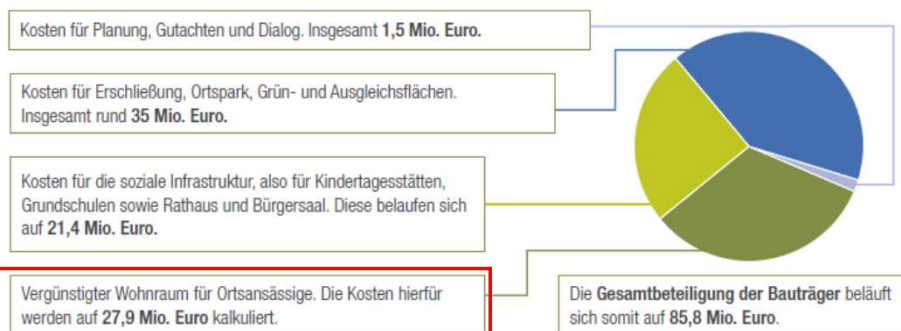 Kosten für Planung, Gutachten und Dialog. Insgesamt 1,5 Mio. Euro.
Kosten für Erschließung, Ortspark, Grün- und Ausgleichsflächen.
Insgesamt rund 35 Mio. Euro.
Kosten für die soziale Infrastruktur, also für Kindertagesstätten,
Grundschulen sowie Rathaus und Bürgersaal. Diese belaufen sich
auf 21,4 Mio. Euro.
Vergünstigter Wohnraum für Ortsansässige. Die Kosten hierfür
werden auf 27,9 Mio. Euro kalkuliert.
Die Gesamtbeteiligung der Bauträger beläuft
sich somit auf 85,8 Mio. Euro.